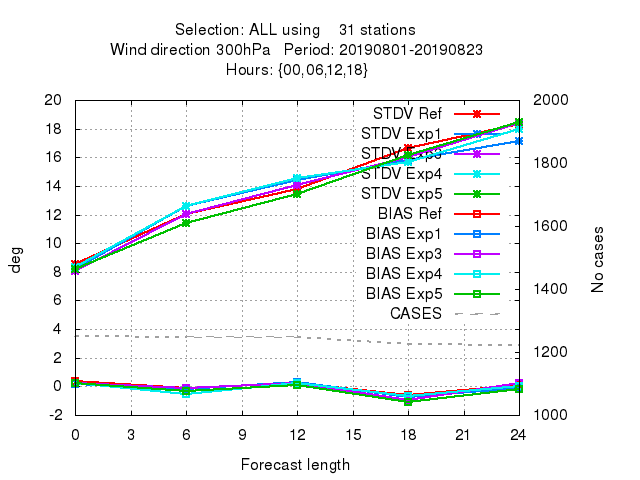 Selection: ALL using    31 stations
Wind direction 300hPa   Period: 20190801-20190823
Hours: {00,06,12,18}
20
18
16
14
12
10
8
6
4
2
0
-2
deg
2000
1800
1600
1400
1200
1000
No cases
STDV Ref
STDV Exp1
STDV Exp3
STDV Exp4
STDV Exp5
BIAS Ref
BIAS Exp1
BIAS Exp3
BIAS Exp4
BIAS Exp5
CASES
0 3 6 9 12 15 18 21 24
Forecast length